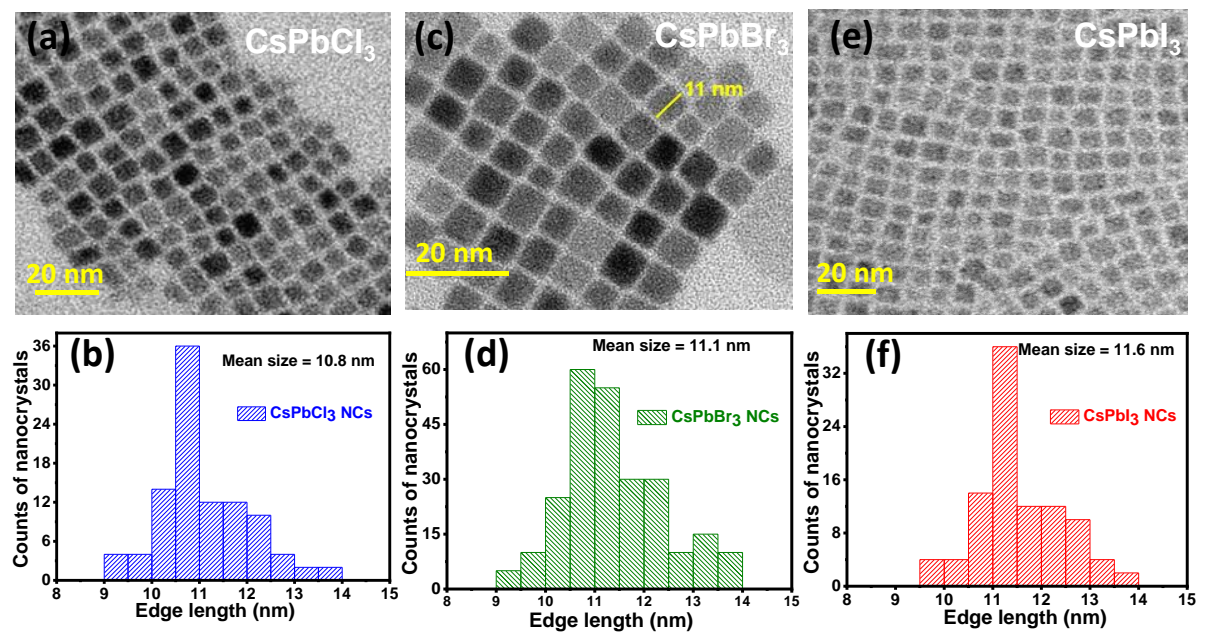 (a) CsPbCl₃
20 nm
(c) CsPbBr₃
11 nm
20 nm
(e) CsPbI₃
20 nm
(b)
Mean size = 10.8 nm
CsPbCl₃ NCs
Counts of nanocrystals
36
30
24
18
12
6
0
8 9 10 11 12 13 14 15
Edge length (nm)
(d)
Mean size = 11.1 nm
CsPbBr₃ NCs
Counts of nanocrystals
60
45
30
15
0
8 9 10 11 12 13 14 15
Edge length (nm)
(f)
Mean size = 11.6 nm
CsPbI₃ NCs
Counts of nanocrystals
32
24
16
8
0
8 9 10 11 12 13 14 15
Edge length (nm)